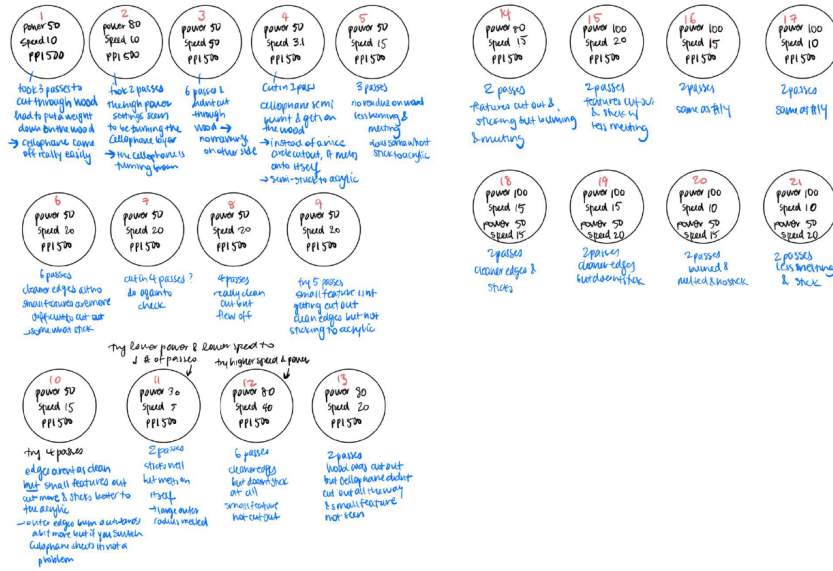 1
power 50
speed 10
PPI 500
took 3 passes to
cut through wood
had to put a weight
down on the wood
→ cellophane came
off really easily
2
power 80
speed 10
PPI 500
took 2 passes
the high power
settings seem
to be turning the
cellophane layer
→ the cellophane is
turning brown
3
power 50
speed 50
PPI 500
6 passes &
didnt cut
through
wood →
no markings
on other side
4
power 50
speed 3.1
PPI 500
cut in 1 pass
cellophane semi
burnt & gets on
the wood
→ instead of a nice
circle cutout, it melts
onto itself
→ semi-stuck to acrylic
5
power 50
speed 15
PPI 500
3 passes
no residue on wood
less burning &
melting
does somewhat
stick to acrylic
6
power 50
speed 20
PPI 500
6 passes
cleaner edges but no
small features are more
difficult to cut out
→ somewhat stick
7
power 50
speed 20
PPI 500
cut in 4 passes?
do again to
check
8
power 50
speed 20
PPI 500
4 passes
really clean
cut but
flew off
9
power 50
speed 20
PPI 500
try 5 passes
small feature isnt
getting cut out
clean edges but not
sticking to acrylic
try lower power & lower speed to
↓ # of passes
try higher speed & power
10
power 50
speed 15
PPI 500
try 4 passes
edges arent as clean
but small features cut
out more & sticks better to
the acrylic
→ outer edges burn outwards
a bit more but if you switch
cellophane sheets its not a
problem
11
power 30
speed 5
PPI 500
2 passes
sticks well
but melts on
itself
→ large outer
radius melted
12
power 80
speed 40
PPI 500
6 passes
cleaner edges
but doesnt stick
at all
small feature
not cut out
13
power 80
speed 20
PPI 500
2 passes
wood was cut out
but cellophane didnt
cut out all the way
& small feature
not seen
14
power 80
speed 15
PPI 500
2 passes
features cut out &
sticking but burning
& melting
15
power 100
speed 20
PPI 500
2 passes
features cut out
& stick w/
less melting
16
power 100
speed 15
PPI 500
2 passes
same as #14
17
power 100
speed 10
PPI 500
2 passes
same as #14
18
power 100
speed 15
power 50
speed 15
2 passes
cleaner edges &
sticks
19
power 100
speed 15
power 50
speed 20
2 passes
cleaner edges
but doesnt stick
20
power 100
speed 10
power 50
speed 15
2 passes
burned &
melted & no stick
21
power 100
speed 10
power 50
speed 20
2 passes
less melting
& stick